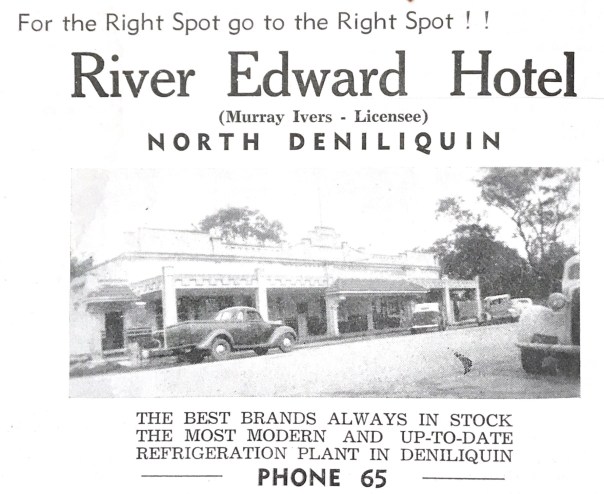 For the Right Spot go to the Right Spot ! !
River Edward Hotel
(Murray Ivers - Licensee)
NORTH DENILIQUIN
THE BEST BRANDS ALWAYS IN STOCK
THE MOST MODERN AND UP-TO-DATE
REFRIGERATION PLANT IN DENILIQUIN
PHONE 65